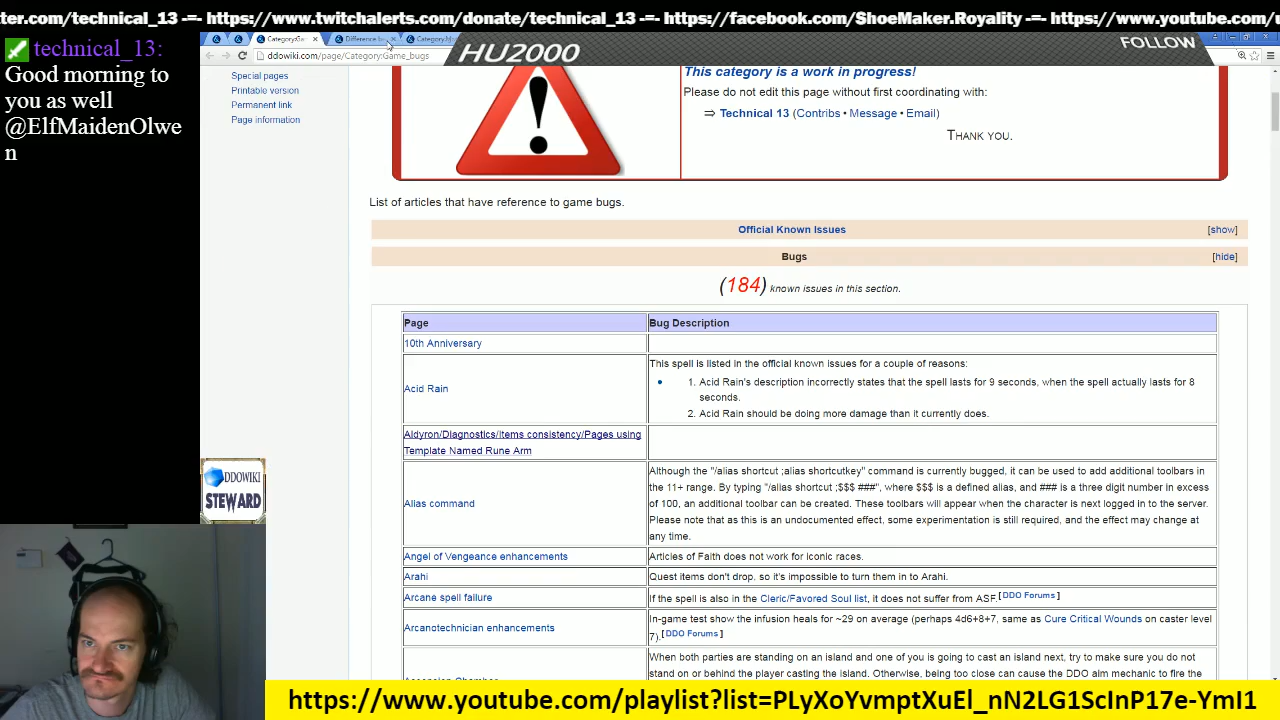 ter.com/technical_13 -=- https://www.twitchalerts.com/donate/technical_13 -=- https://facebook.com/ShoeMaker.Royality -=- https://www.youtube.com/u
technical_13:
Good morning to
you as well
@ElfMaidenOlwe
n
Category:Ga
Difference be
Category:M
HU2000
FOLLOW
ddowiki.com/page/Category:Game_bugs
Special pages
Printable version
Permanent link
Page information
This category is a work in progress!
Please do not edit this page without first coordinating with:
⇒ Technical 13 (Contribs • Message • Email)
THANK YOU.
List of articles that have reference to game bugs.
Official Known Issues [show]
Bugs [hide]
(184) known issues in this section.
Page Bug Description
10th Anniversary
Acid Rain
This spell is listed in the official known issues for a couple of reasons:
• 1. Acid Rain's description incorrectly states that the spell lasts for 9 seconds, when the spell actually lasts for 8
seconds.
2. Acid Rain should be doing more damage than it currently does.
Aldyron/Diagnostics/Items consistency/Pages using
Template Named Rune Arm
Alias command
Although the "/alias shortcut ;alias shortcutkey" command is currently bugged, it can be used to add additional toolbars in
the 11+ range. By typing "/alias shortcut ;$$$ ###", where $$$ is a defined alias, and ### is a three digit number in excess
of 100, an additional toolbar can be created. These toolbars will appear when the character is next logged in to the server.
Please note that as this is an undocumented effect, some experimentation is still required, and the effect may change at
any time.
Angel of Vengeance enhancements Articles of Faith does not work for iconic races.
Arahi Quest items don't drop, so it's impossible to turn them in to Arahi.
Arcane spell failure If the spell is also in the Cleric/Favored Soul list, it does not suffer from ASF.[DDO Forums]
Arcanotechnician enhancements
In-game test show the infusion heals for ~29 on average (perhaps 4d6+8+7, same as Cure Critical Wounds on caster level
7).[DDO Forums]
When both parties are standing on an island and one of you is going to cast an island next, try to make sure you do not
Ascension Chamber
stand on or behind the player casting the island. Otherwise, being too close can cause the DDO aim mechanic to fire the
DDOWIKI
STEWARD
https://www.youtube.com/playlist?list=PLyXoYvmptXuEl_nN2LG1ScInP17e-YmI1